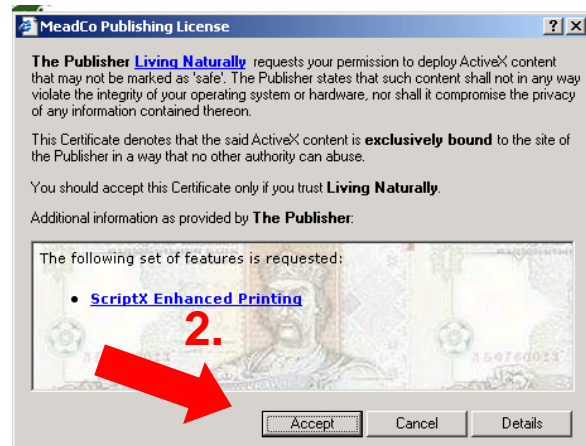 MeadCo Publishing License
The Publisher Living Naturally requests your permission to deploy ActiveX content
that may not be marked as 'safe'. The Publisher states that such content shall not in any way
violate the integrity of your operating system or hardware, nor shall it compromise the privacy
of any information contained thereon.
This Certificate denotes that the said ActiveX content is exclusively bound to the site of
the Publisher in a way that no other authority can abuse.
You should accept this Certificate only if you trust Living Naturally.
Additional information as provided by The Publisher:
The following set of features is requested:
• ScriptX Enhanced Printing
2.
Accept Cancel Details